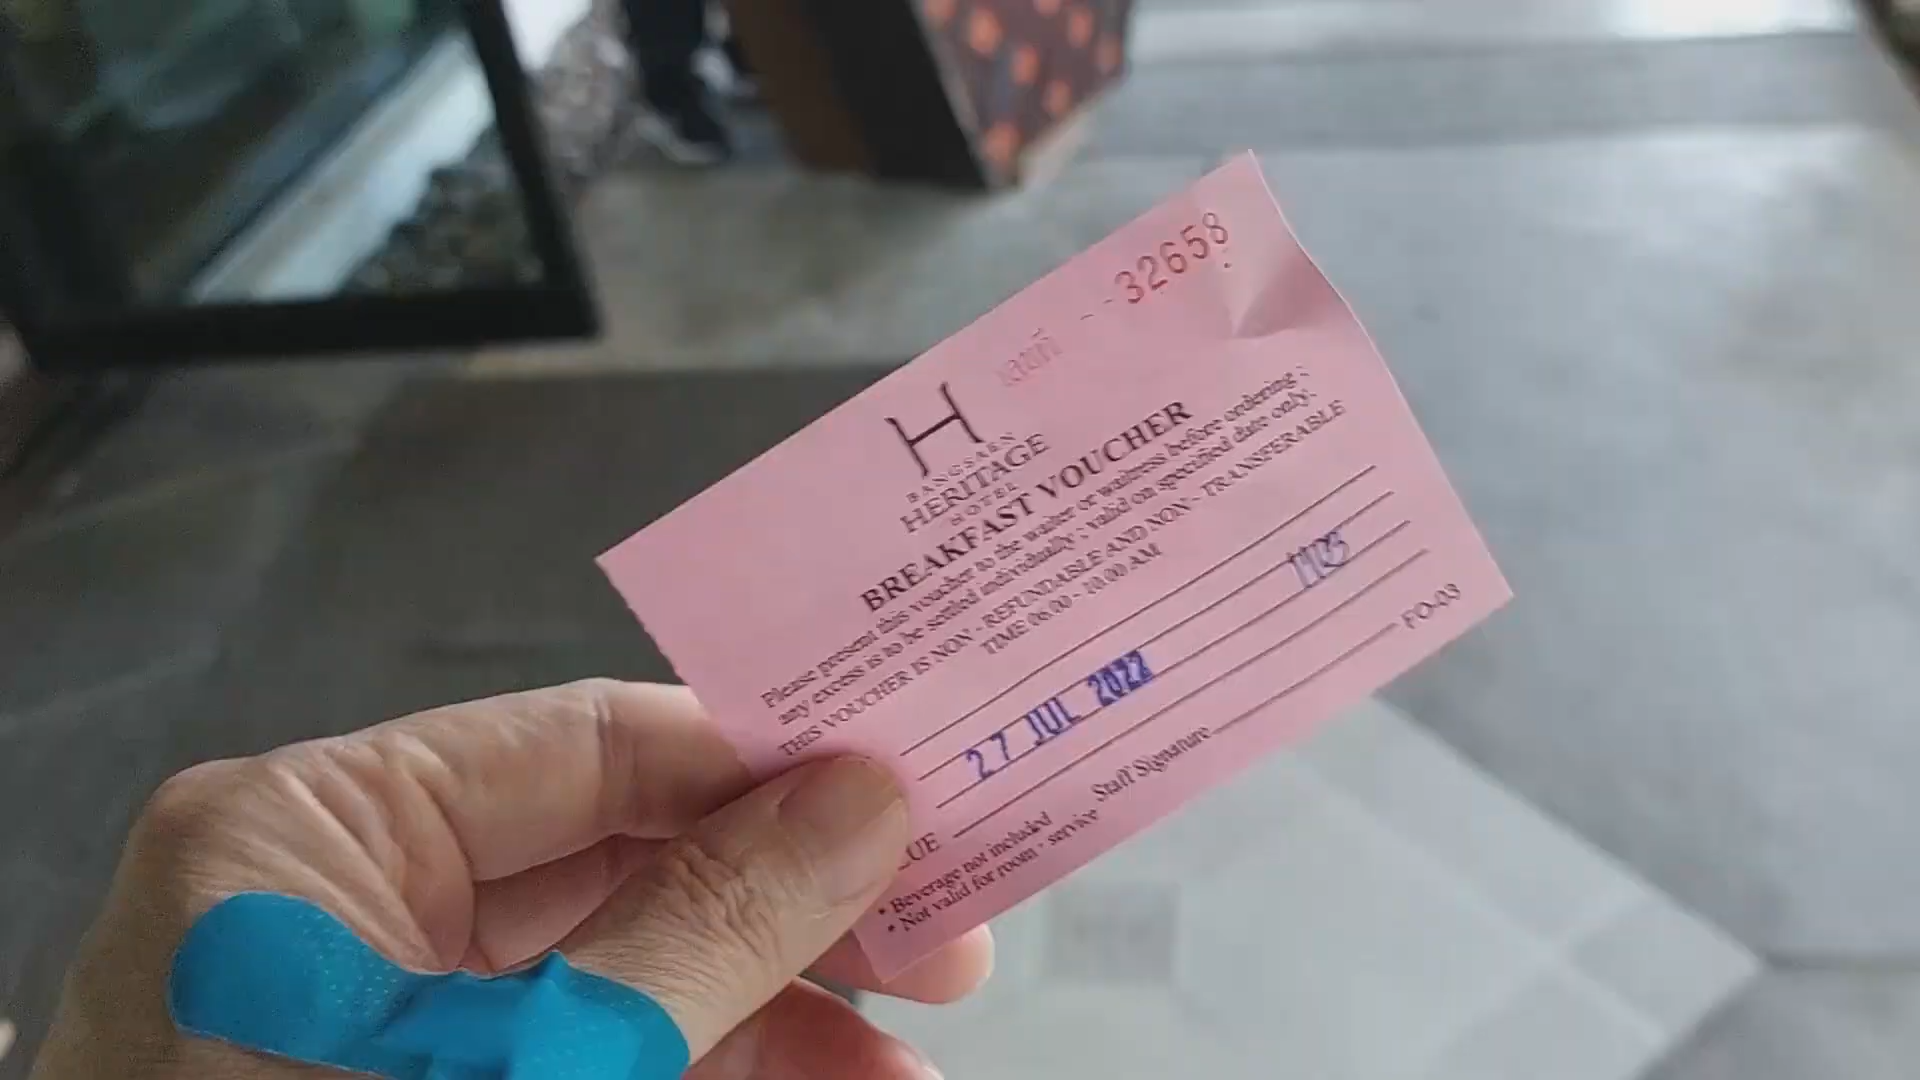 เลขที่ 32658
H
BANGSAEN
HERITAGE
HOTEL
BREAKFAST VOUCHER
Please present this voucher to the waiter or waitress before ordering ;
any excess is to be settled individually ; valid on specified date only.
THIS VOUCHER IS NON - REFUNDABLE AND NON - TRANSFERABLE
TIME 06.00 - 10.00 AM
27 JUL 2022
Staff Signature
FO-03
* Beverage not included
* Not valid for room - service